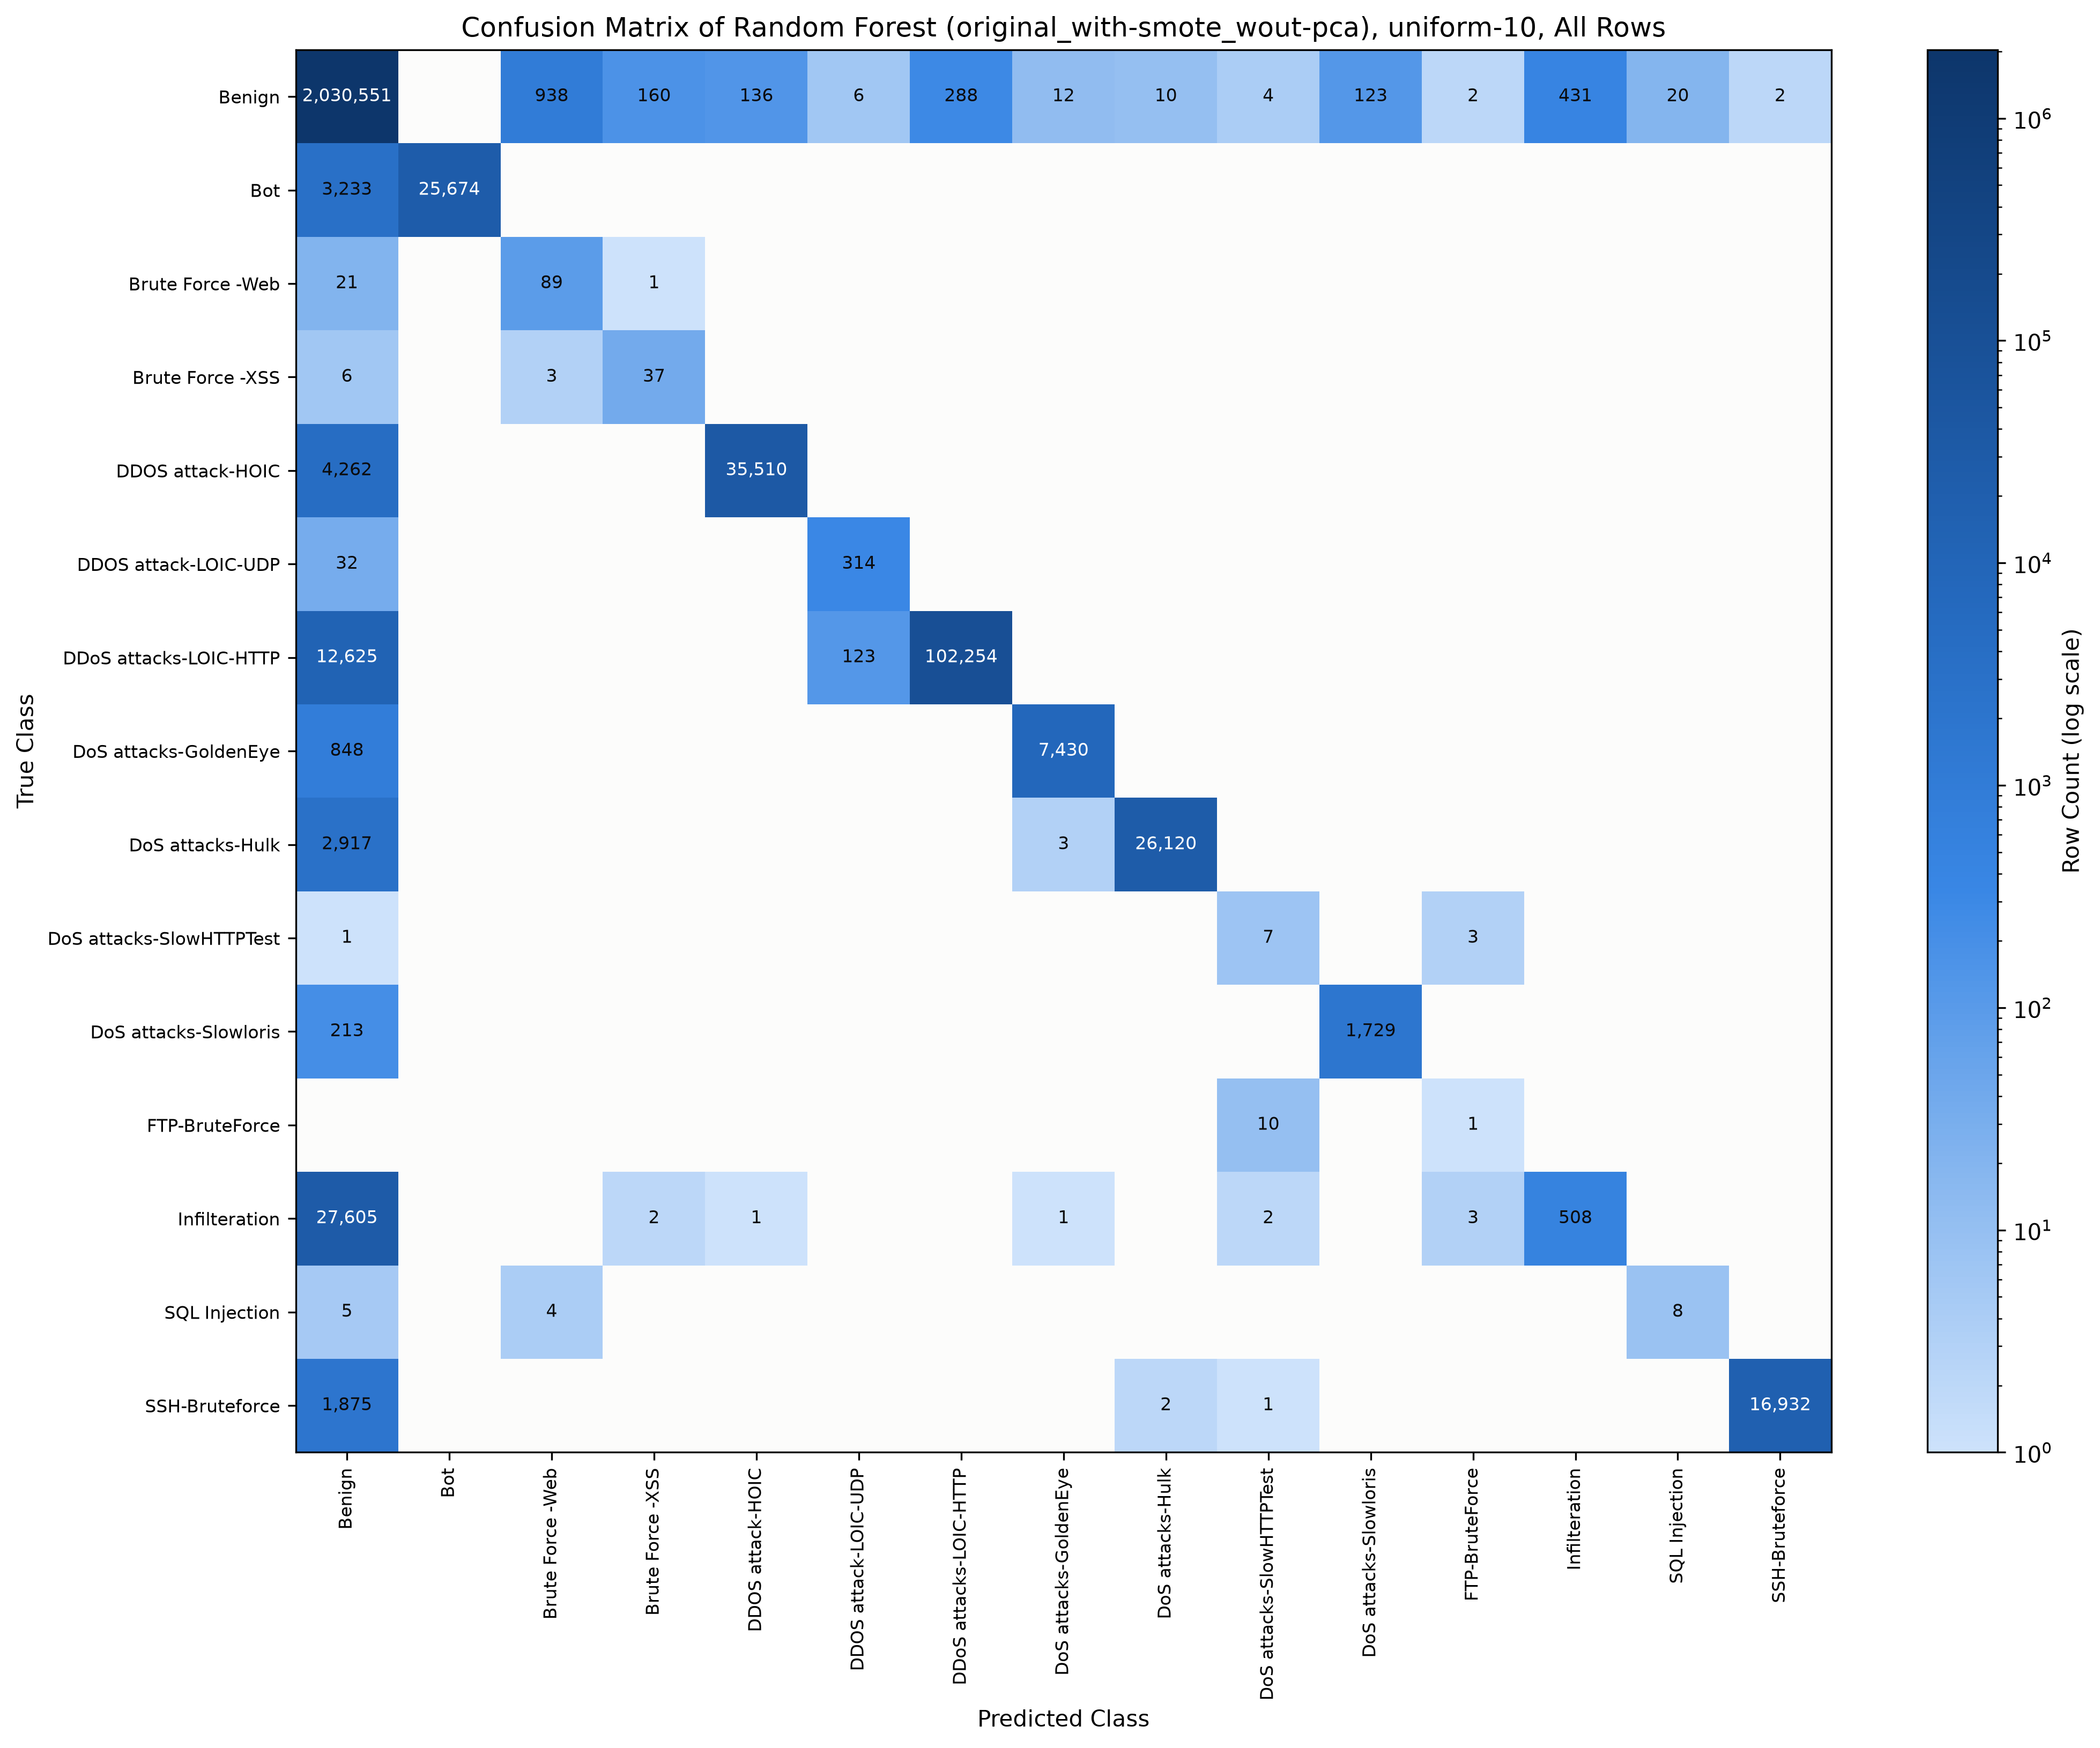 Confusion Matrix of Random Forest (original_with-smote_wout-pca), uniform-10, All Rows
True Class
Benign 2,030,551 938 160 136 6 288 12 10 4 123 2 431 20 2
Bot 3,233 25,674
Brute Force -Web 21 89 1
Brute Force -XSS 6 3 37
DDOS attack-HOIC 4,262 35,510
DDOS attack-LOIC-UDP 32 314
DDoS attacks-LOIC-HTTP 12,625 123 102,254
DoS attacks-GoldenEye 848 7,430
DoS attacks-Hulk 2,917 3 26,120
DoS attacks-SlowHTTPTest 1 7 3
DoS attacks-Slowloris 213 1,729
FTP-BruteForce 10 1
Infilteration 27,605 2 1 1 2 3 508
SQL Injection 5 4 8
SSH-Bruteforce 1,875 2 1 16,932
Benign
Bot
Brute Force -Web
Brute Force -XSS
DDOS attack-HOIC
DDOS attack-LOIC-UDP
DDoS attacks-LOIC-HTTP
DoS attacks-GoldenEye
DoS attacks-Hulk
DoS attacks-SlowHTTPTest
DoS attacks-Slowloris
FTP-BruteForce
Infilteration
SQL Injection
SSH-Bruteforce
Predicted Class
10⁶
10⁵
10⁴
10³
10²
10¹
10⁰
Row Count (log scale)